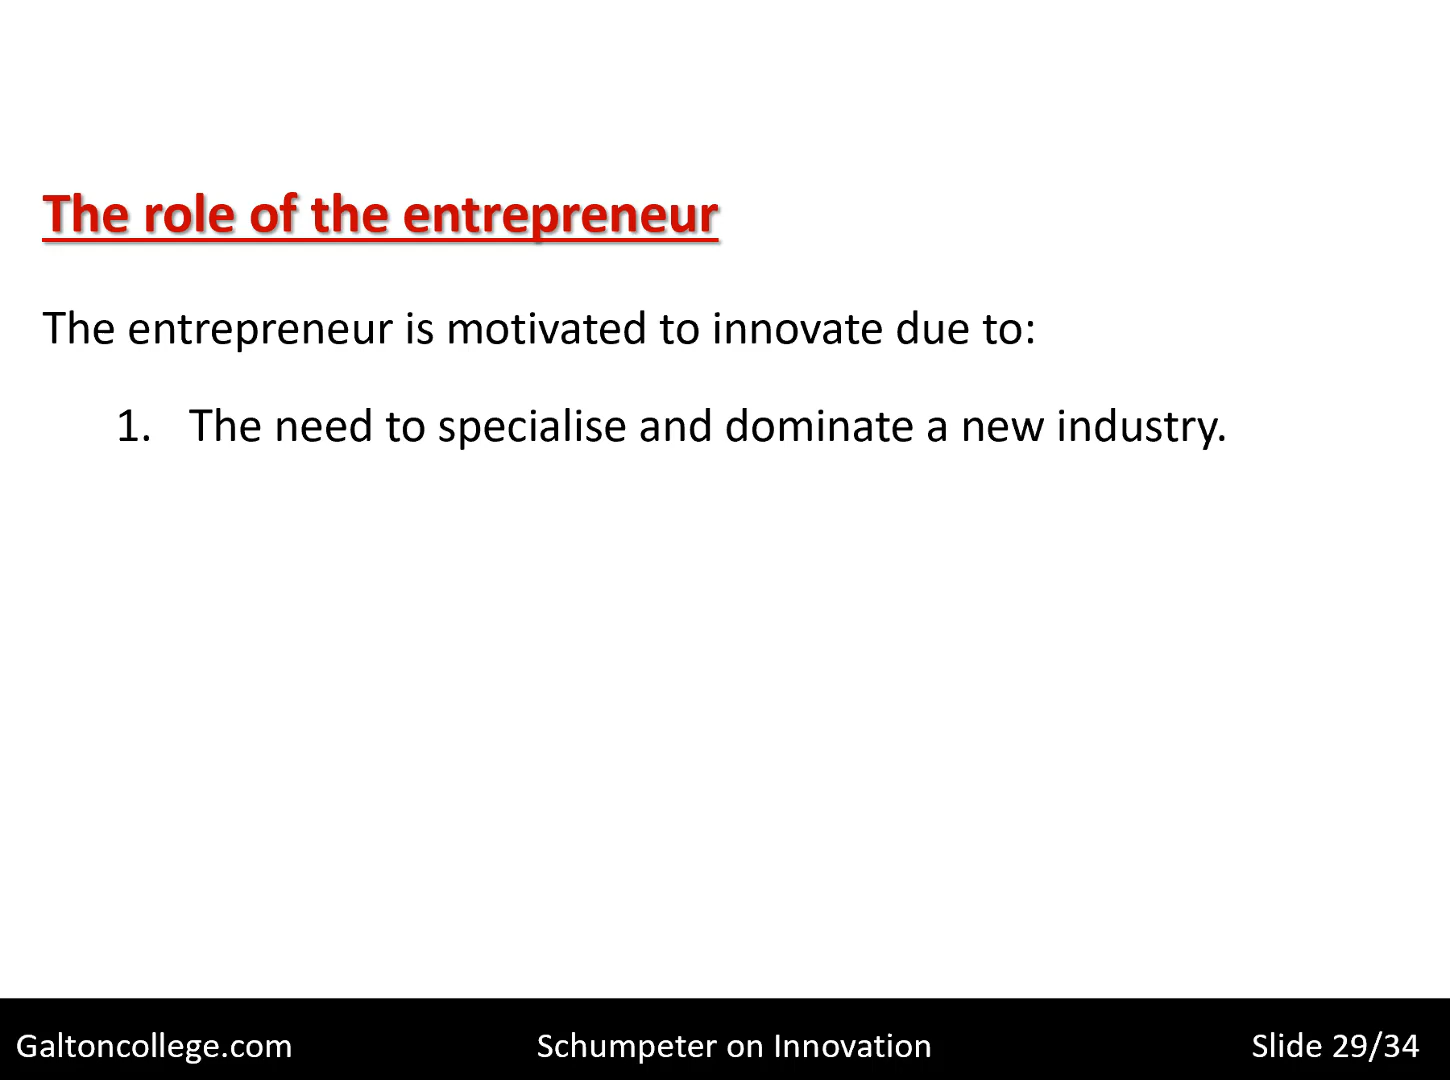 The role of the entrepreneur
The entrepreneur is motivated to innovate due to:
1. The need to specialise and dominate a new industry.
Galtoncollege.com
Schumpeter on Innovation
Slide 29/34